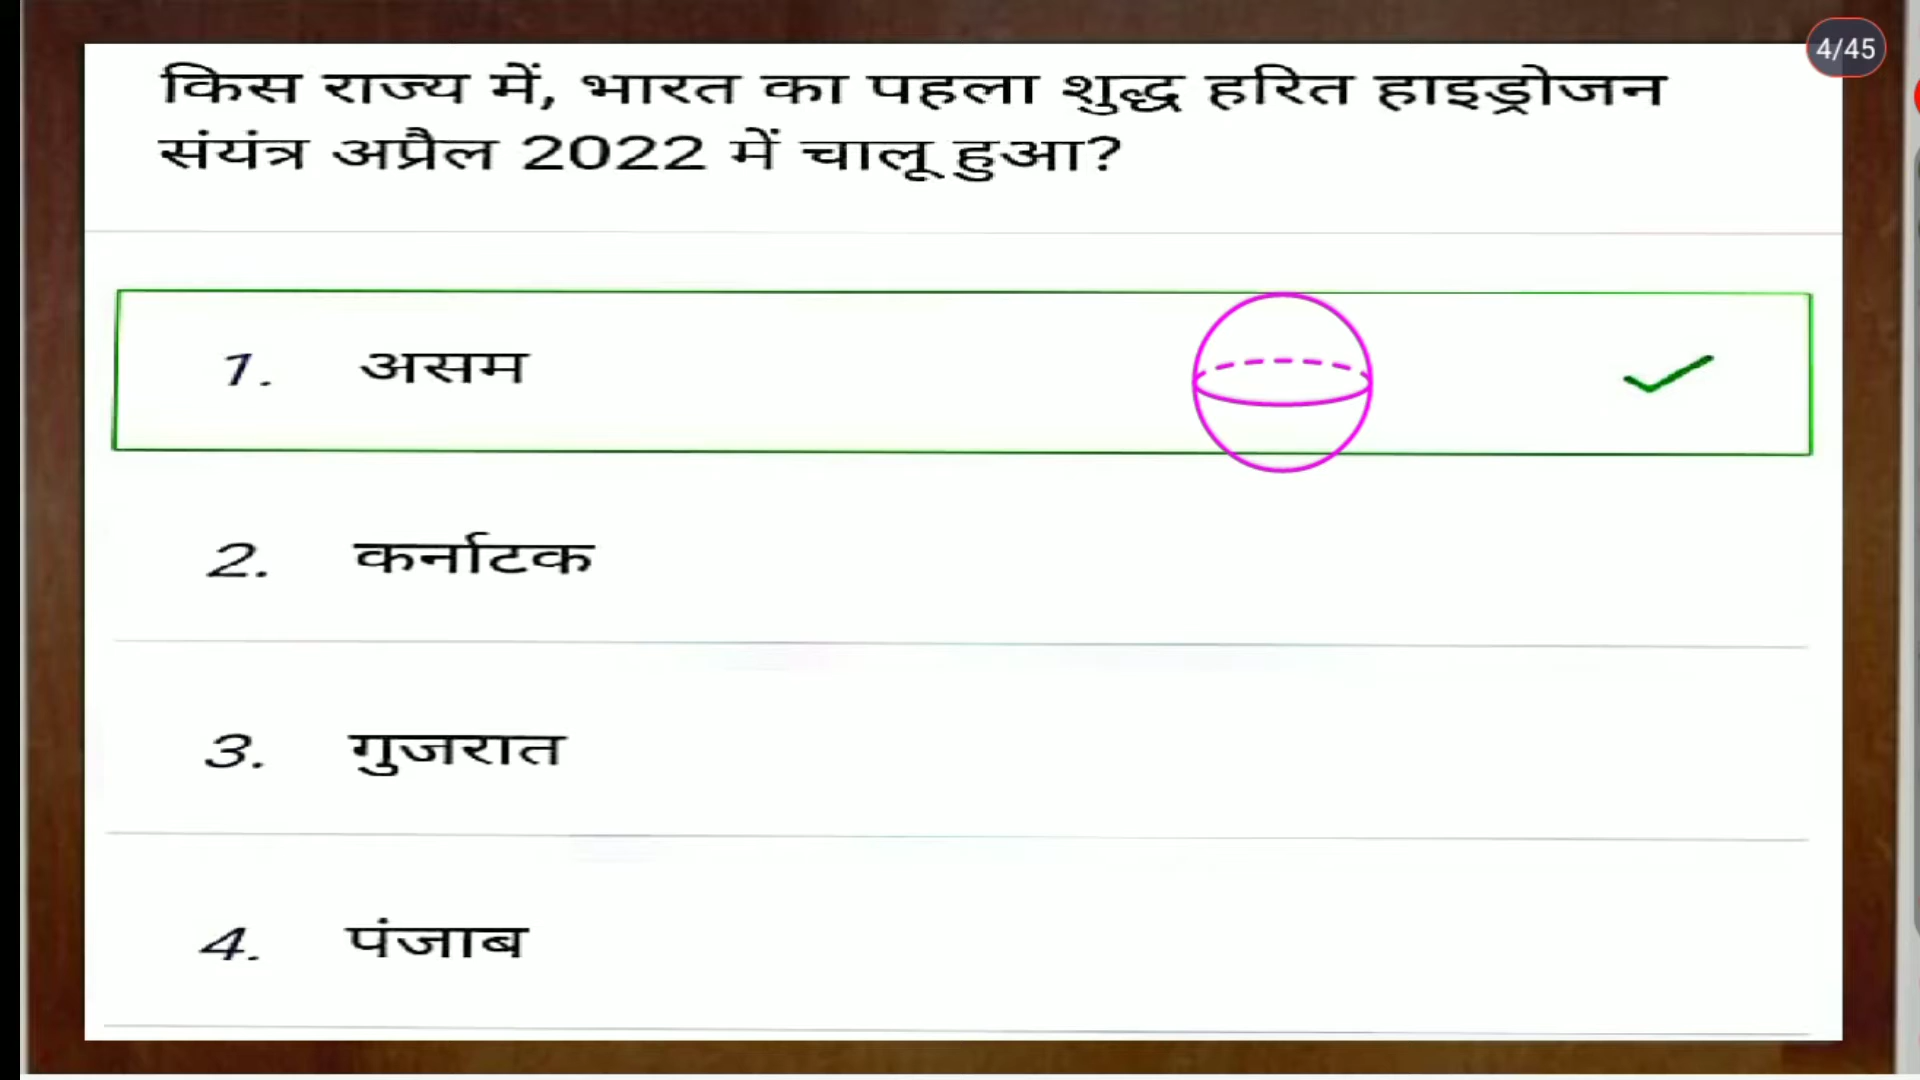 4/45
किस राज्य में, भारत का पहला शुद्ध हरित हाइड्रोजन
संयंत्र अप्रैल 2022 में चालू हुआ?
1. असम
2. कर्नाटक
3. गुजरात
4. पंजाब